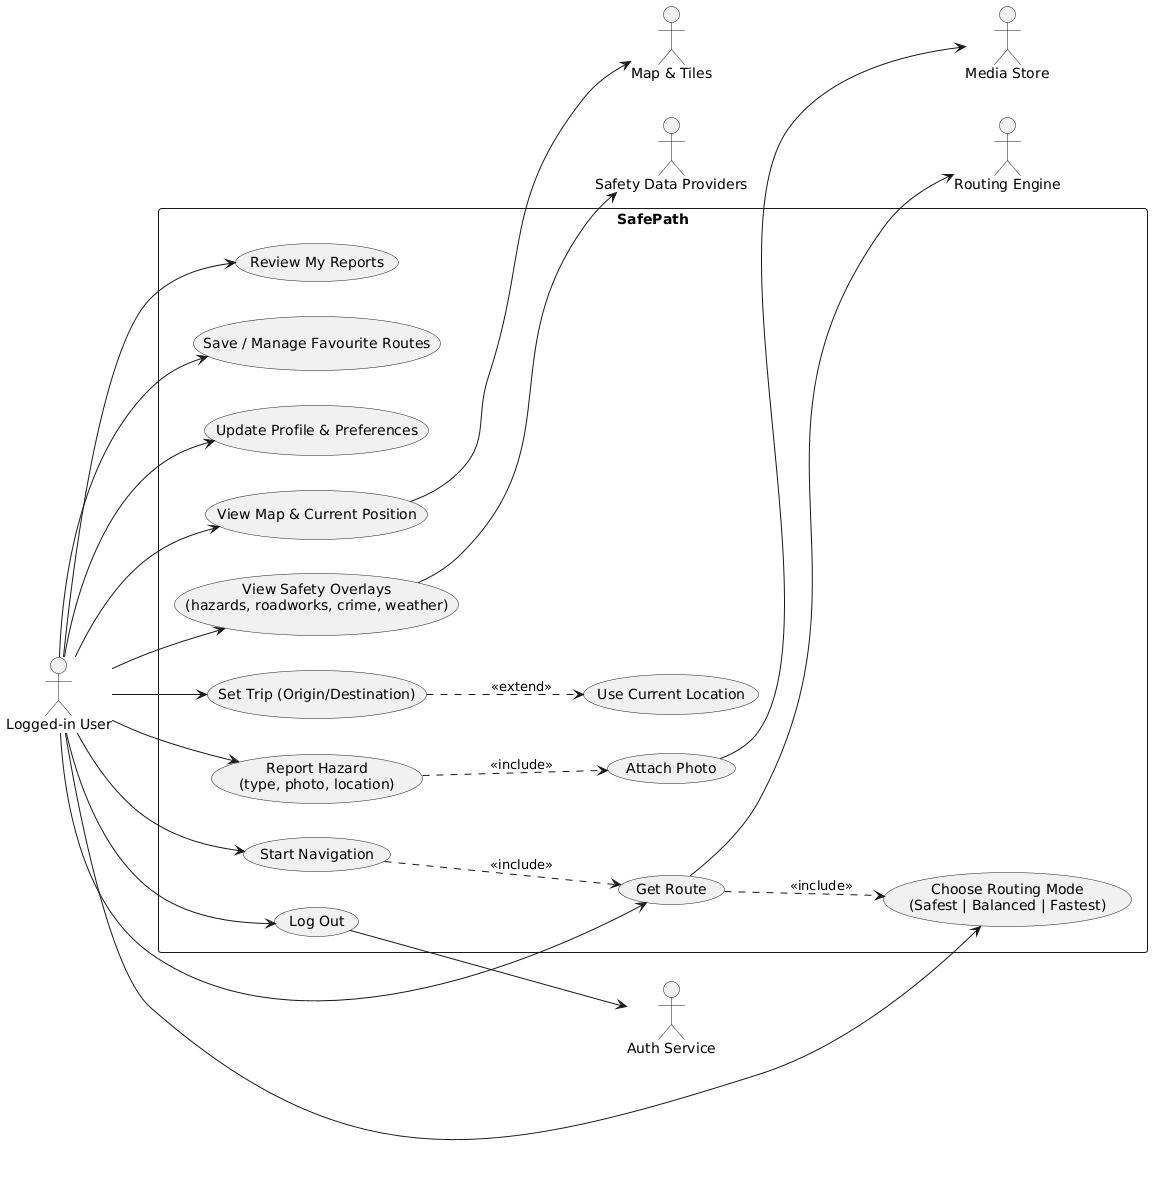 Map & Tiles
Media Store
Safety Data Providers
Routing Engine
SafePath
Review My Reports
Save / Manage Favourite Routes
Update Profile & Preferences
View Map & Current Position
View Safety Overlays
(hazards, roadworks, crime, weather)
Logged-in User
Set Trip (Origin/Destination)
«extend»
Use Current Location
Report Hazard
(type, photo, location)
«include»
Attach Photo
Start Navigation
«include»
Get Route
«include»
Choose Routing Mode
(Safest | Balanced | Fastest)
Log Out
Auth Service